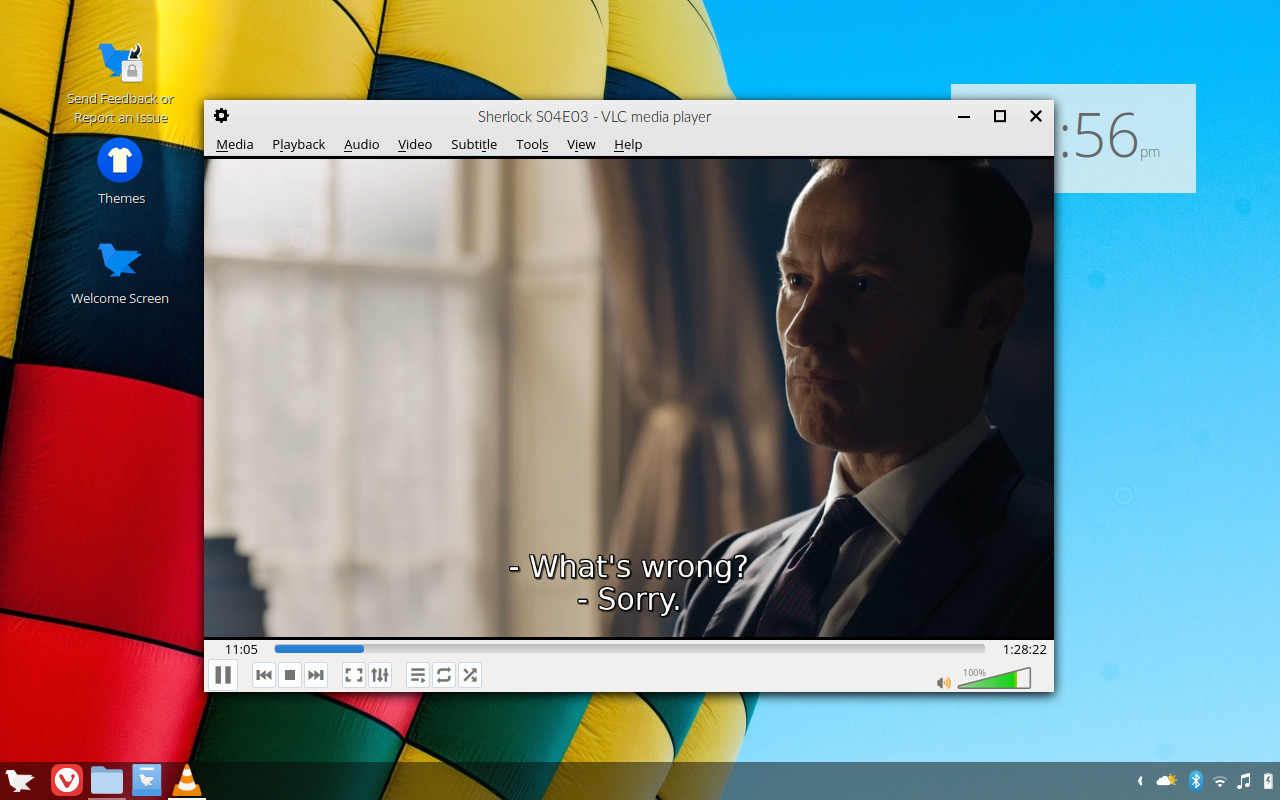 Send Feedback or
Report an Issue
Themes
Welcome Screen
Sherlock S04E03 - VLC media player
:56 pm
Media Playback Audio Video Subtitle Tools View Help
- What's wrong?
- Sorry.
11:05
1:28:22
100%